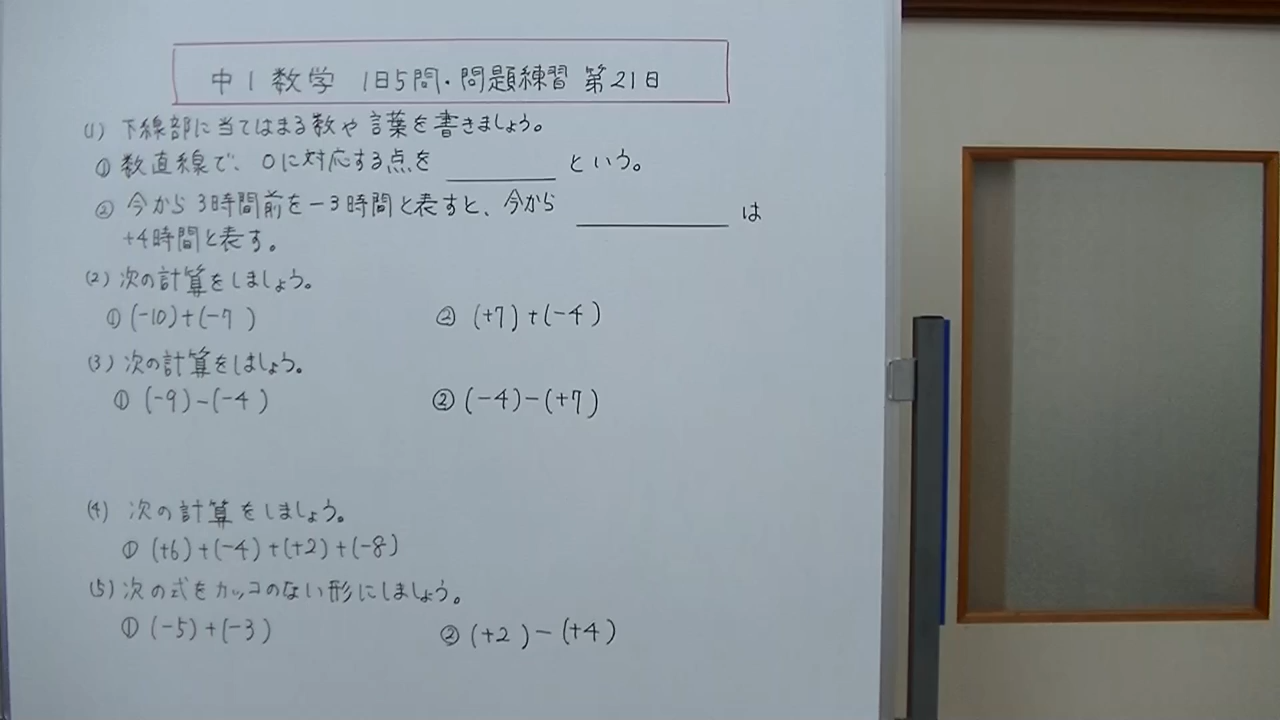 中1数学 1日5問・問題練習 第21日
(1) 下線部に当てはまる数や言葉を書きましょう。
① 数直線で、0に対応する点を ________ という。
② 今から3時間前を-3時間と表すと、今から ________ は
+4時間と表す。
(2) 次の計算をしましょう。
① (-10)+(-7) ② (+7)+(-4)
(3) 次の計算をしましょう。
① (-9)-(-4) ② (-4)-(+7)
(4) 次の計算をしましょう。
① (+6)+(-4)+(+2)+(-8)
(5) 次の式をカッコのない形にしましょう。
① (-5)+(-3) ② (+2)-(+4)